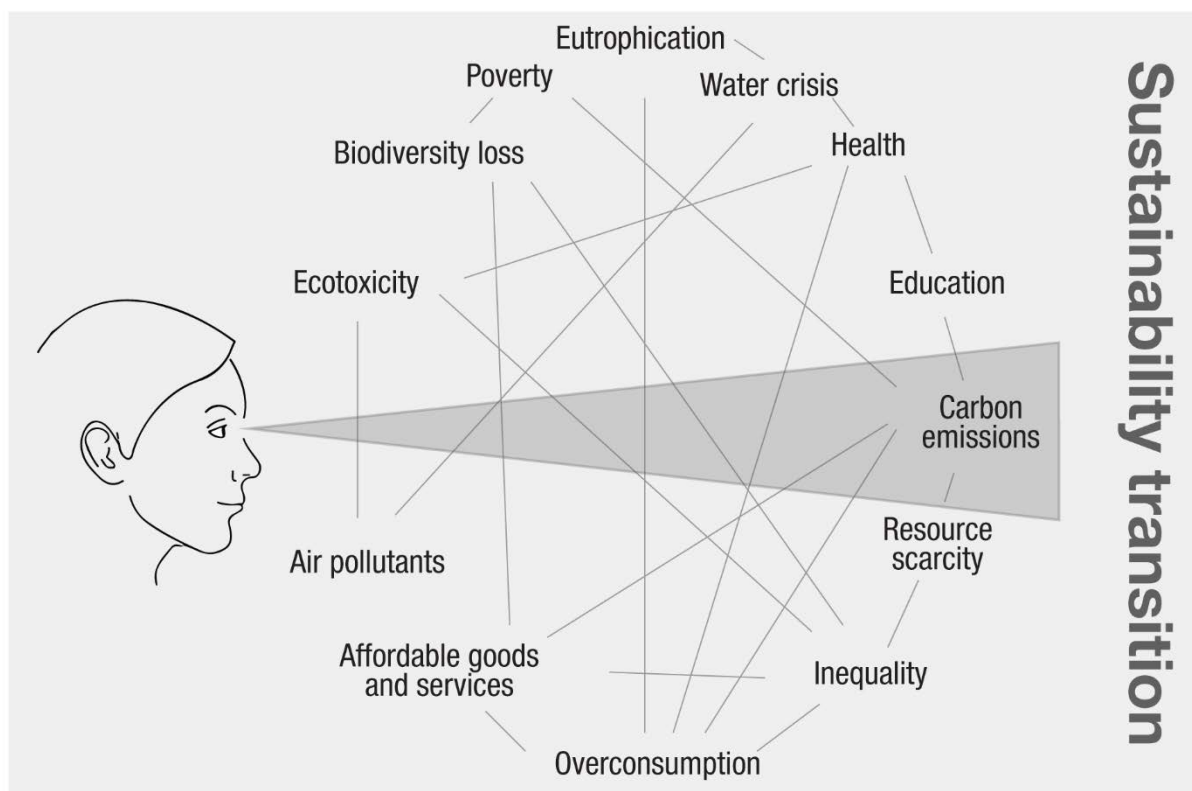 Eutrophication
Poverty
Water crisis
Health
Biodiversity loss
Ecotoxicity
Education
Carbon
emissions
Resource
scarcity
Air pollutants
Affordable goods
and services
Inequality
Overconsumption
Sustainability transition